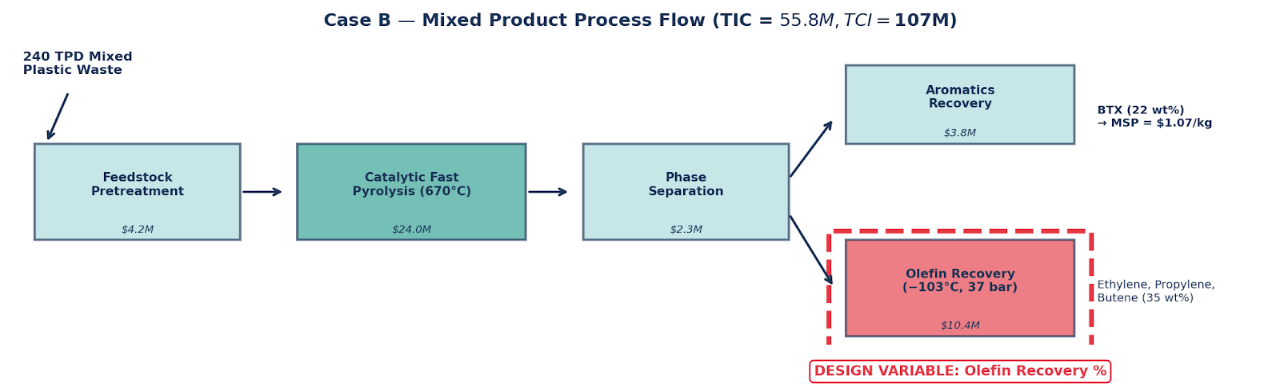 Case B — Mixed Product Process Flow (TIC = 55.8M, TCI = 107M)
240 TPD Mixed
Plastic Waste
Feedstock
Pretreatment
$4.2M
Catalytic Fast
Pyrolysis (670°C)
$24.0M
Phase
Separation
$2.3M
Aromatics
Recovery
$3.8M
BTX (22 wt%)
→ MSP = $1.07/kg
Olefin Recovery
(−103°C, 37 bar)
$10.4M
Ethylene, Propylene,
Butene (35 wt%)
DESIGN VARIABLE: Olefin Recovery %